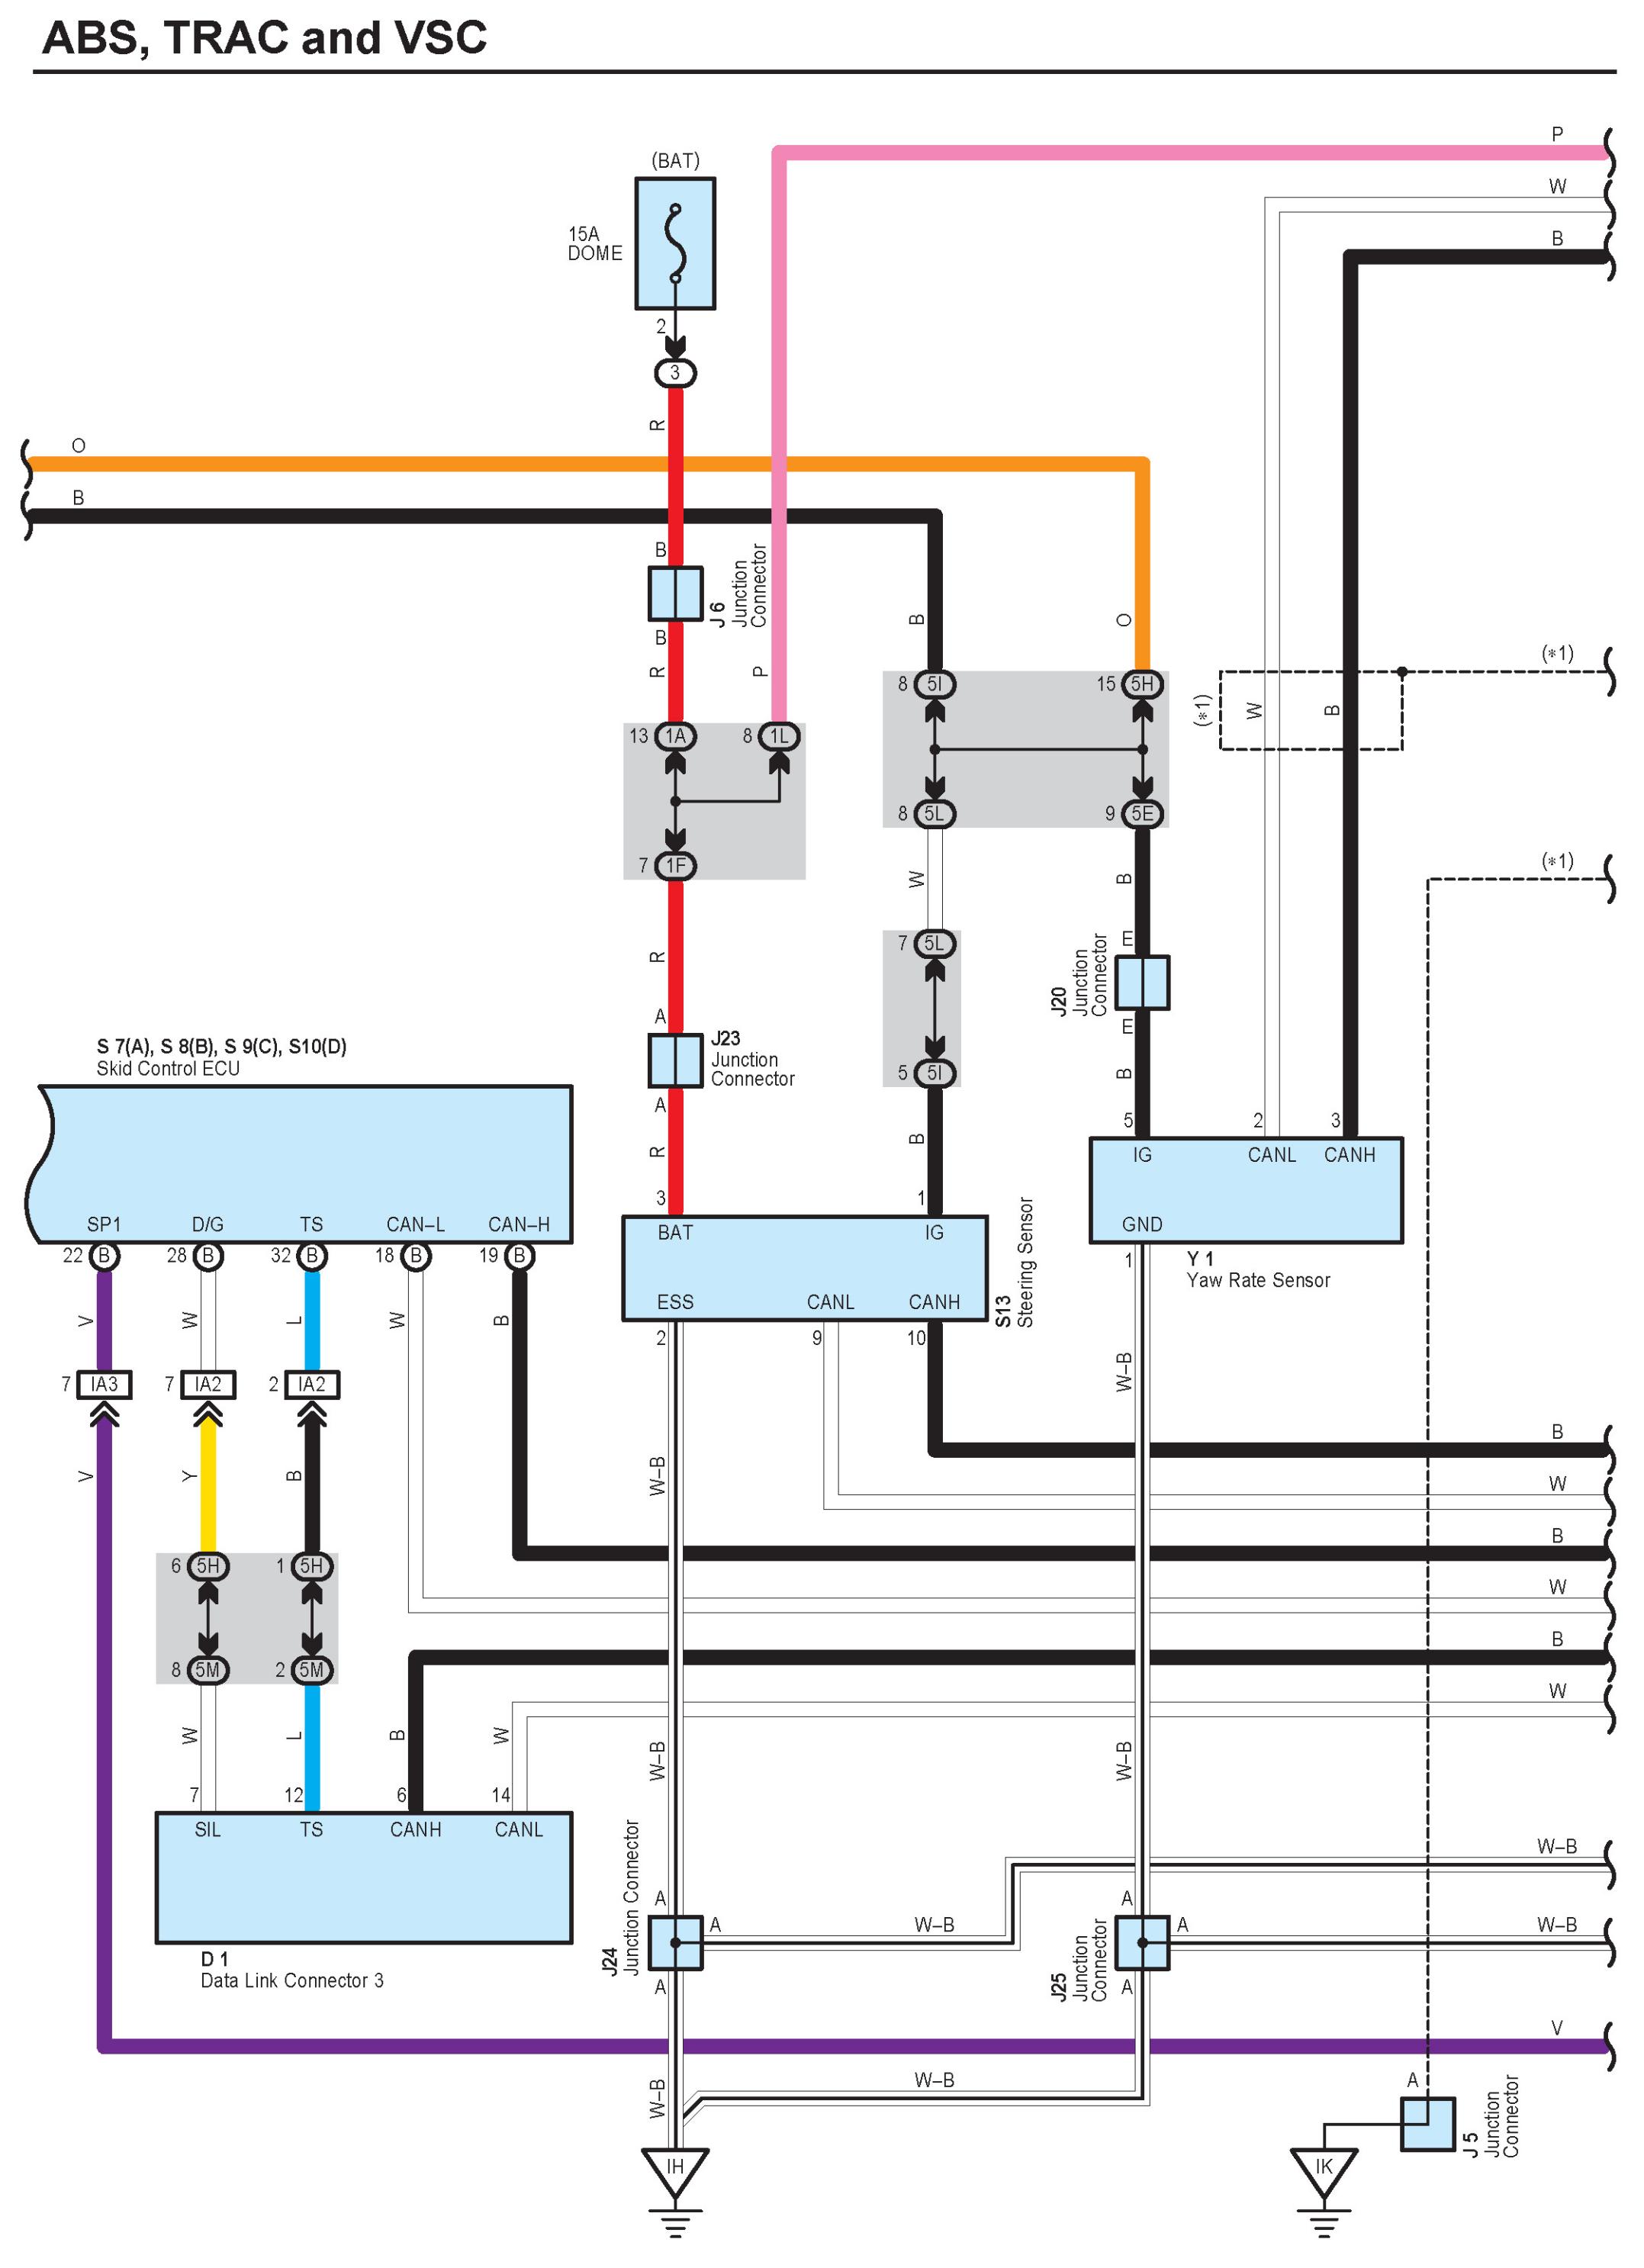 ABS, TRAC and VSC
P
(BAT)
W
15A
DOME
B
2
3
R
O
B
B
J 6
Junction
Connector
B
R
P
B
O
(*1)
8 5I
15 5H
(*1)
W
B
13 1A
8 1L
8 5L
9 5E
7 1F
(*1)
W
B
R
7 5L
E
J20
Junction
Connector
A
J23
Junction
Connector
E
S 7(A), S 8(B), S 9(C), S10(D)
Skid Control ECU
5 5I
B
A
R
B
5
2
3
IG
CANL
CANH
3
1
SP1
D/G
TS
CAN–L
CAN–H
BAT
IG
GND
22 B
28 B
32 B
18 B
19 B
1
Y 1
Yaw Rate Sensor
S13
Steering Sensor
ESS
CANL
CANH
V
W
L
W
B
2
9
10
W–B
7 IA3
7 IA2
2 IA2
B
V
Y
B
W–B
W
B
6 5H
1 5H
W
B
8 5M
2 5M
W
W
L
B
W
W–B
W–B
7
12
6
14
SIL
TS
CANH
CANL
W–B
J24
Junction Connector
A
A
A
W–B
J25
Junction
Connector
A
A
W–B
D 1
Data Link Connector 3
A
A
V
W–B
W–B
A
J 5
Junction
Connector
IH
IK